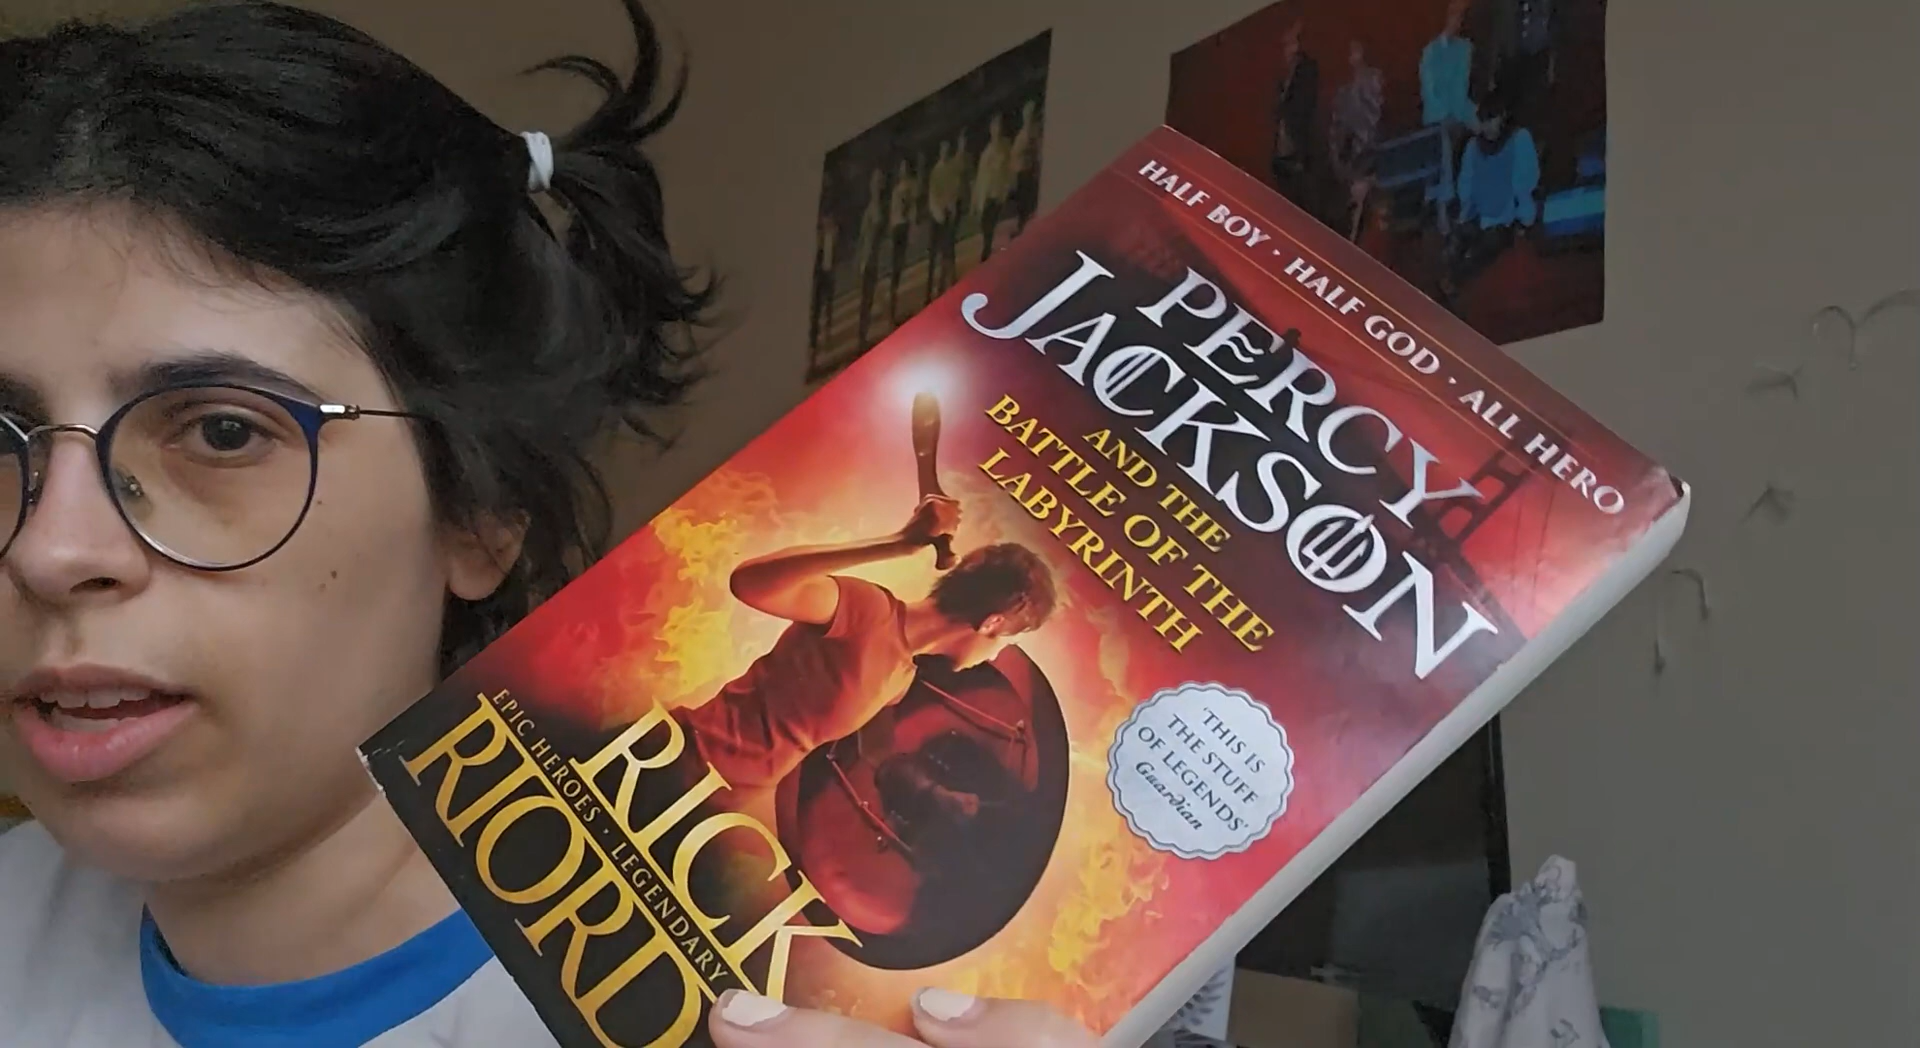 HALF BOY · HALF GOD · ALL HERO
PERCY
JACKSON
AND THE
BATTLE OF THE
LABYRINTH
'THIS IS
THE STUFF
OF LEGENDS'
Guardian
RICK
EPIC HEROES · LEGENDARY
RIORD